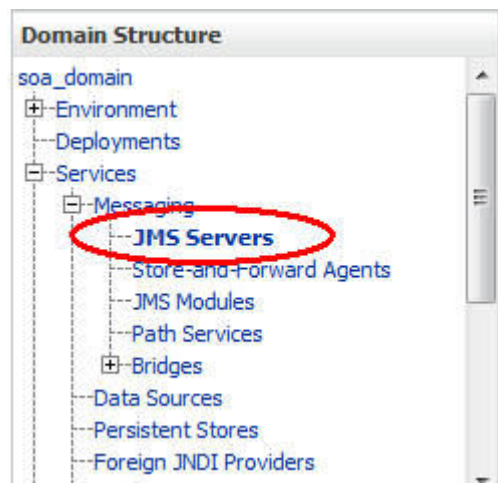 Domain Structure
soa_domain
Environment
Deployments
Services
Messaging
JMS Servers
Store-and-Forward Agents
JMS Modules
Path Services
Bridges
Data Sources
Persistent Stores
Foreign JNDI Providers